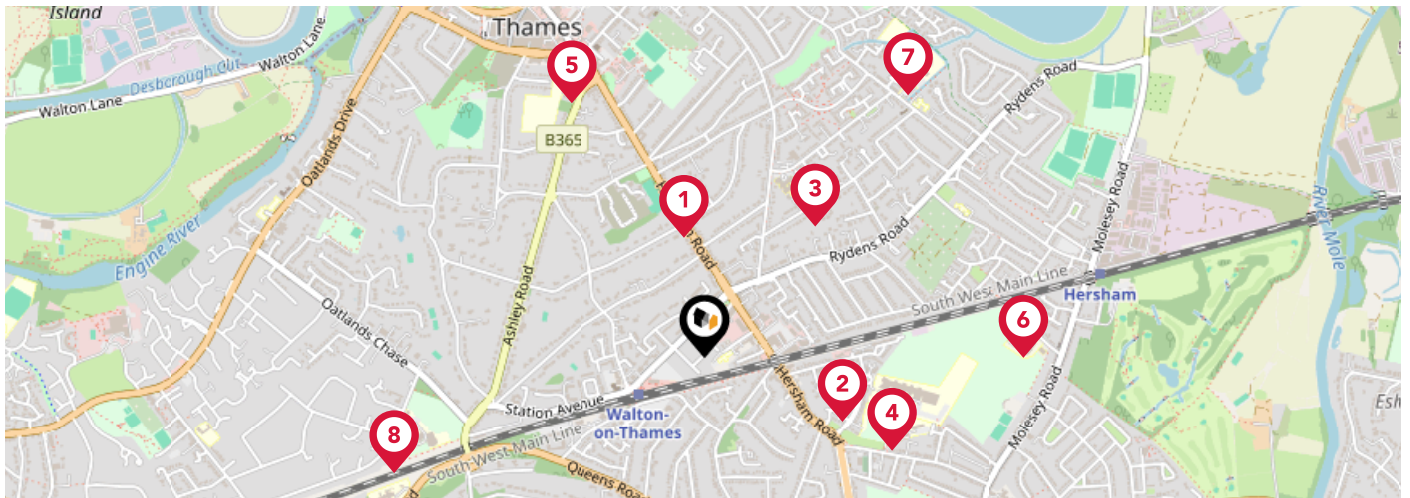 Island
Thames
Walton Lane
Desborough Cut
Walton Lane
5
7
Rydens Road
B365
Oatlands Drive
1
3
Road
Molesey Road
River Mole
Engine River
Rydens Road
Ashley Road
South West Main Line
Hersham
Oatlands Chase
6
2
Hersham Road
4
Station Avenue
Walton-
on-Thames
8
South West Main Line
Queens Roa
Molesey Road
Esh